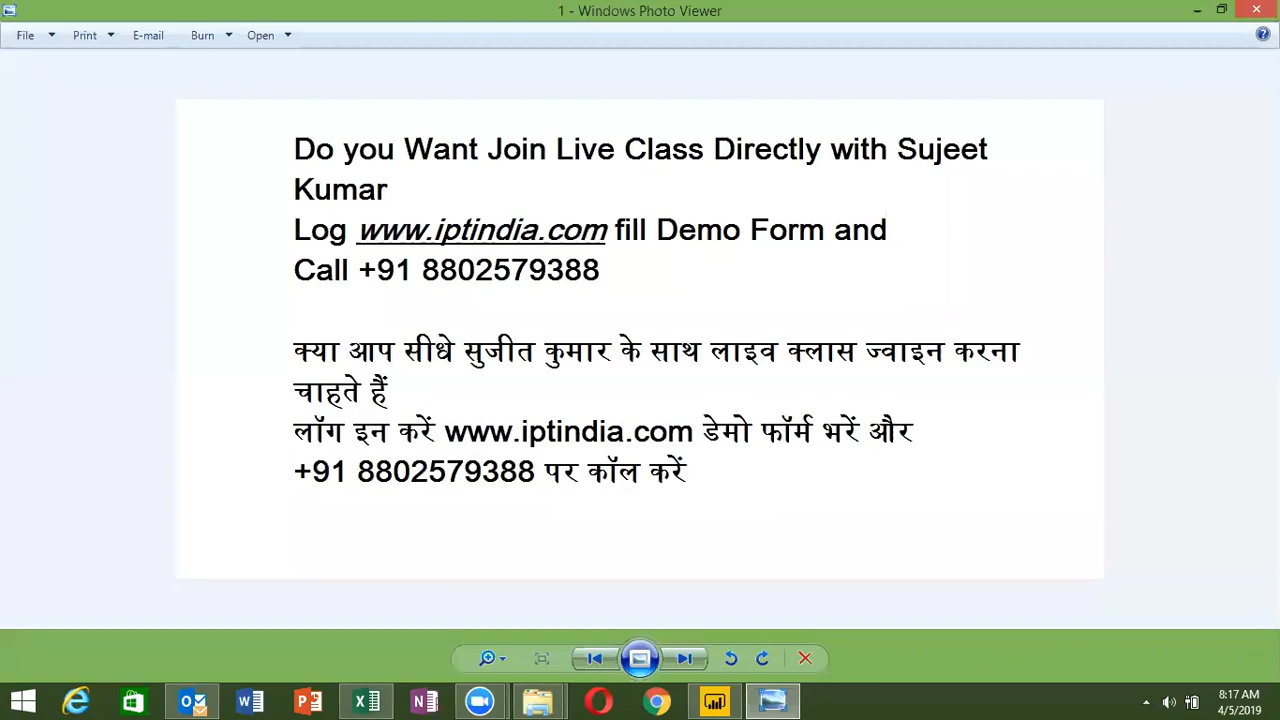 1 - Windows Photo Viewer
File Print E-mail Burn Open
Do you Want Join Live Class Directly with Sujeet
Kumar
Log www.iptindia.com fill Demo Form and
Call +91 8802579388
क्या आप सीधे सुजीत कुमार के साथ लाइव क्लास ज्वाइन करना
चाहते हैं
लॉग इन करें www.iptindia.com डेमो फॉर्म भरें और
+91 8802579388 पर कॉल करें
8:17 AM
4/5/2019